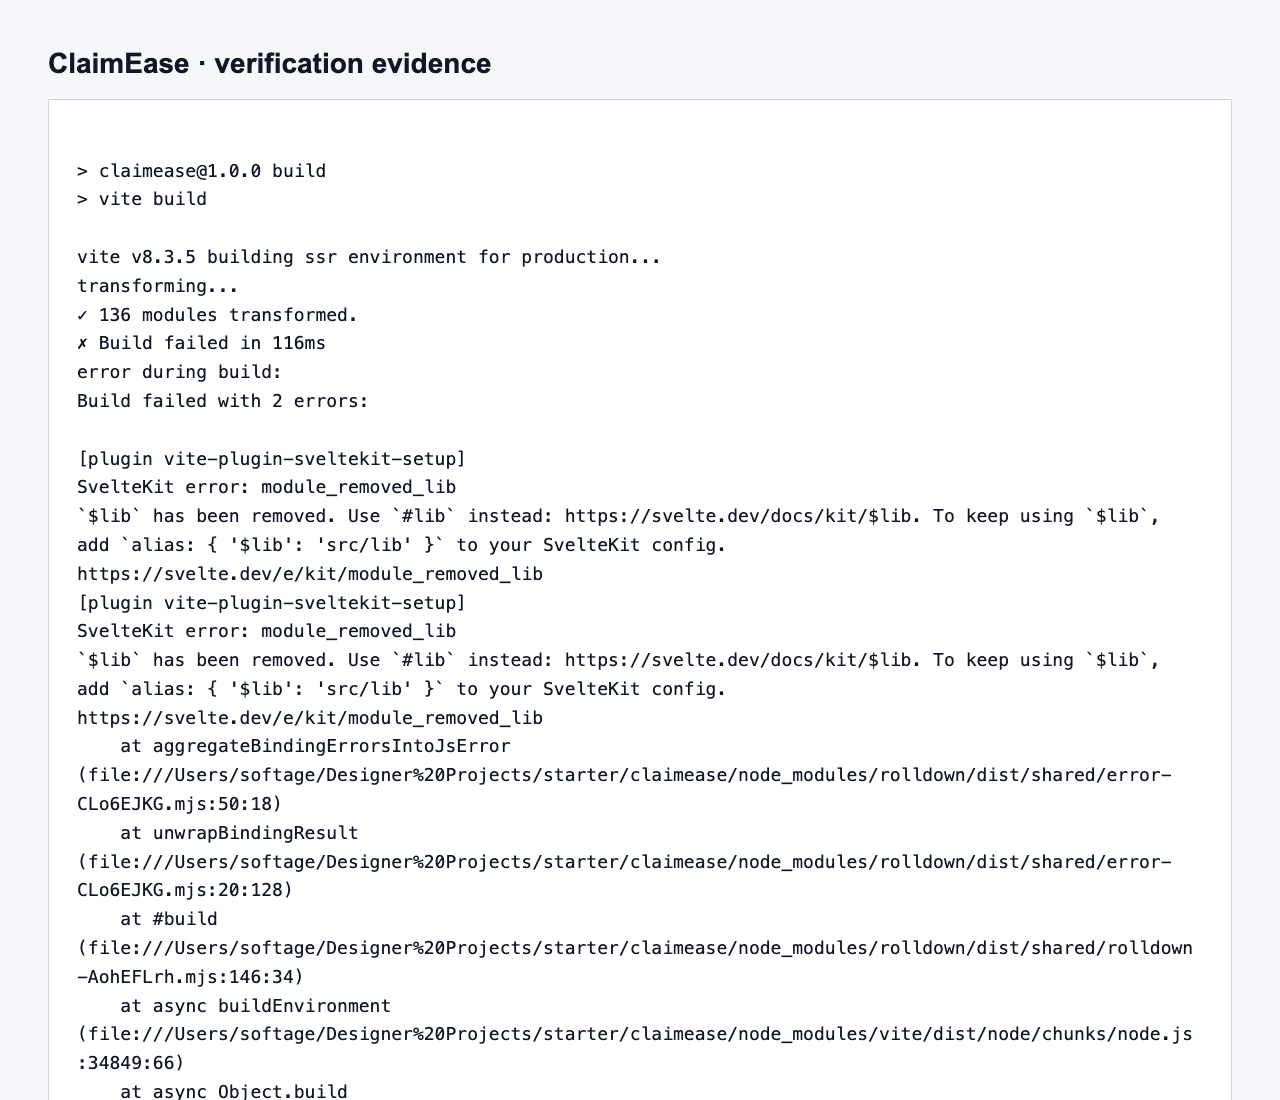 ClaimEase · verification evidence
> claimease@1.0.0 build
> vite build
vite v8.3.5 building ssr environment for production...
transforming...
✓ 136 modules transformed.
✗ Build failed in 116ms
error during build:
Build failed with 2 errors:
[plugin vite-plugin-sveltekit-setup]
SvelteKit error: module_removed_lib
`$lib` has been removed. Use `#lib` instead: https://svelte.dev/docs/kit/$lib. To keep using `$lib`,
add `alias: { '$lib': 'src/lib' }` to your SvelteKit config.
https://svelte.dev/e/kit/module_removed_lib
[plugin vite-plugin-sveltekit-setup]
SvelteKit error: module_removed_lib
`$lib` has been removed. Use `#lib` instead: https://svelte.dev/docs/kit/$lib. To keep using `$lib`,
add `alias: { '$lib': 'src/lib' }` to your SvelteKit config.
https://svelte.dev/e/kit/module_removed_lib
    at aggregateBindingErrorsIntoJsError
(file:///Users/softage/Designer%20Projects/starter/claimease/node_modules/rolldown/dist/shared/error-
CLo6EJKG.mjs:50:18)
    at unwrapBindingResult
(file:///Users/softage/Designer%20Projects/starter/claimease/node_modules/rolldown/dist/shared/error-
CLo6EJKG.mjs:20:128)
    at #build
(file:///Users/softage/Designer%20Projects/starter/claimease/node_modules/rolldown/dist/shared/rolldown
-AohEFLrh.mjs:146:34)
    at async buildEnvironment
(file:///Users/softage/Designer%20Projects/starter/claimease/node_modules/vite/dist/node/chunks/node.js
:34849:66)
    at async Object.build